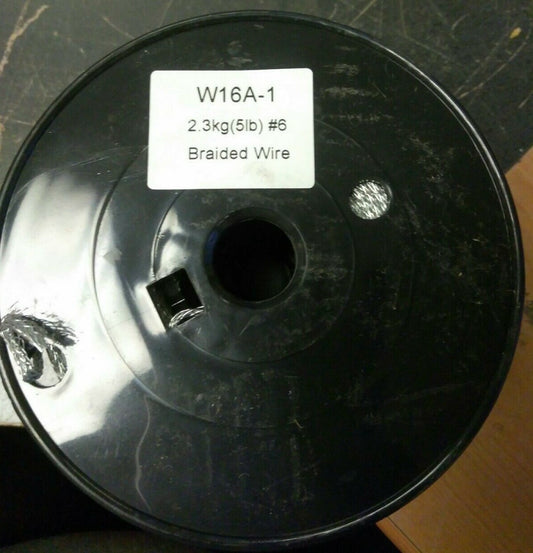 W16A-1
2.3kg(5lb) #6
Braided Wire